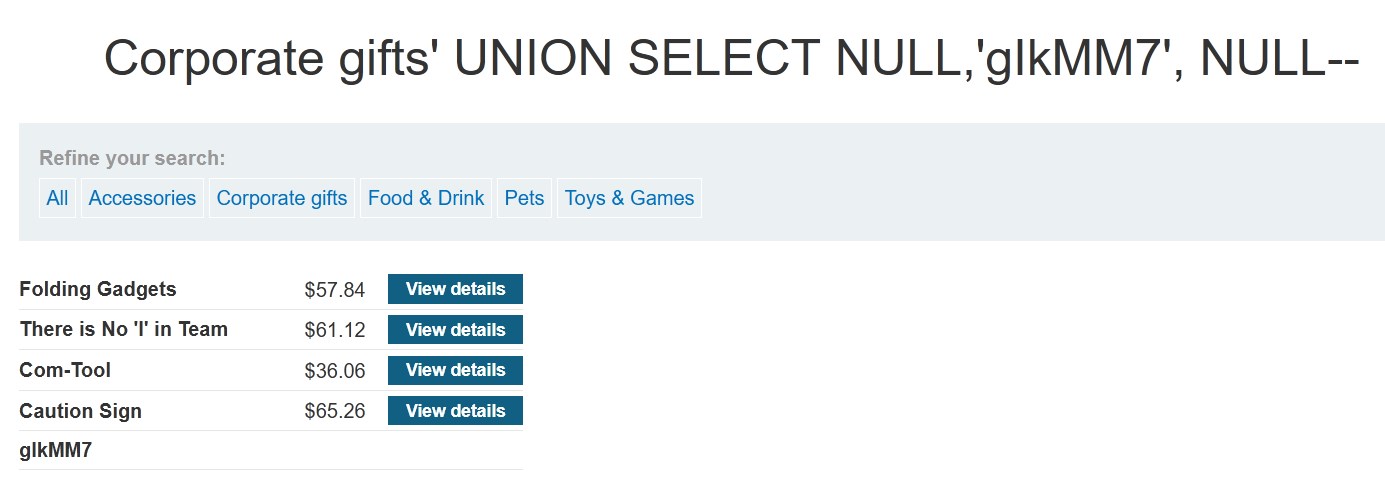 Corporate gifts' UNION SELECT NULL,'gIkMM7', NULL--
Refine your search:
All Accessories Corporate gifts Food & Drink Pets Toys & Games
Folding Gadgets $57.84 View details
There is No 'I' in Team $61.12 View details
Com-Tool $36.06 View details
Caution Sign $65.26 View details
gIkMM7